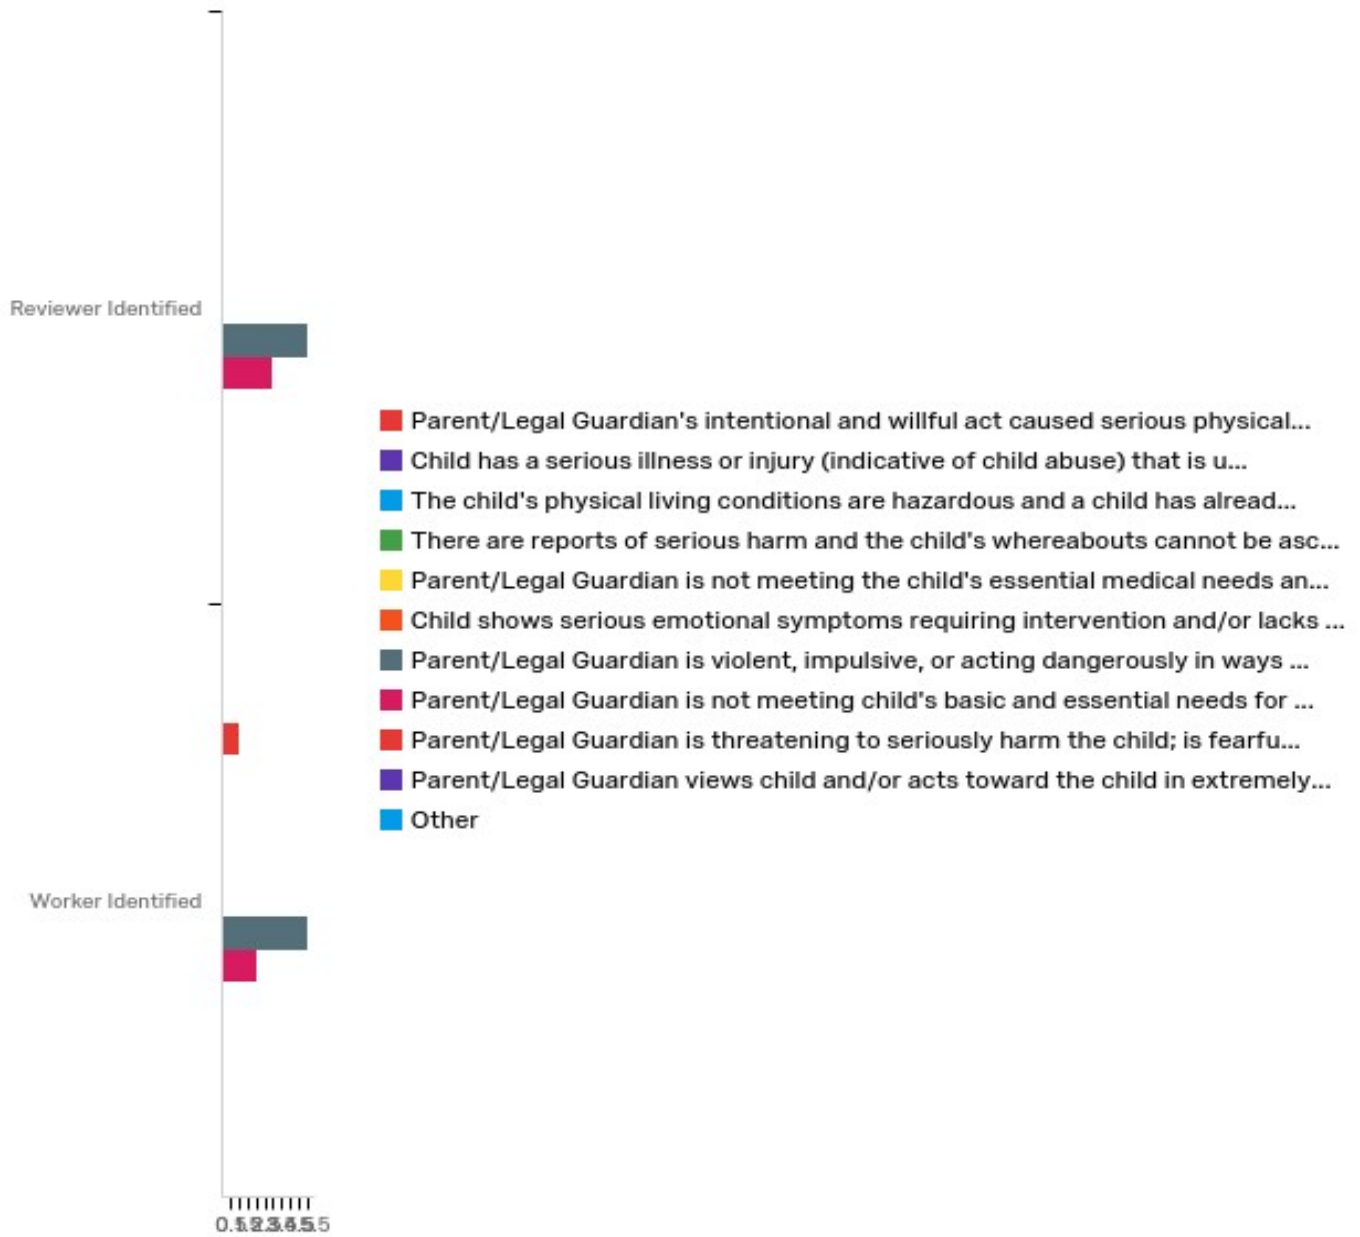 Reviewer Identified
Parent/Legal Guardian's intentional and willful act caused serious physical...
Child has a serious illness or injury (indicative of child abuse) that is u...
The child's physical living conditions are hazardous and a child has alread...
There are reports of serious harm and the child's whereabouts cannot be asc...
Parent/Legal Guardian is not meeting the child's essential medical needs an...
Child shows serious emotional symptoms requiring intervention and/or lacks ...
Parent/Legal Guardian is violent, impulsive, or acting dangerously in ways ...
Parent/Legal Guardian is not meeting child's basic and essential needs for ...
Parent/Legal Guardian is threatening to seriously harm the child; is fearfu...
Parent/Legal Guardian views child and/or acts toward the child in extremely...
Other
Worker Identified